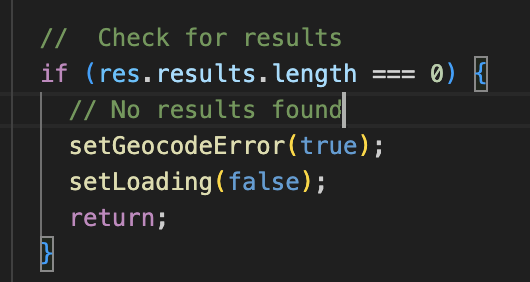 //  Check for results
if (res.results.length === 0) {
// No results found
setGeocodeError(true);
setLoading(false);
return;
}